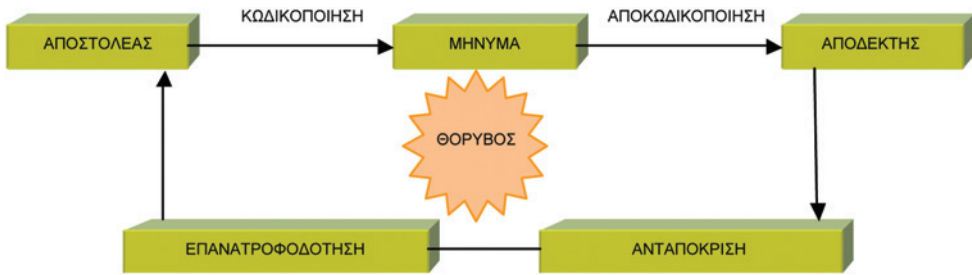 ΚΩΔΙΚΟΠΟΙΗΣΗ
ΑΠΟΚΩΔΙΚΟΠΟΙΗΣΗ
ΑΠΟΣΤΟΛΕΑΣ
ΜΗΝΥΜΑ
ΑΠΟΔΕΚΤΗΣ
ΘΟΡΥΒΟΣ
ΕΠΑΝΑΤΡΟΦΟΔΟΤΗΣΗ
ΑΝΤΑΠΟΚΡΙΣΗ